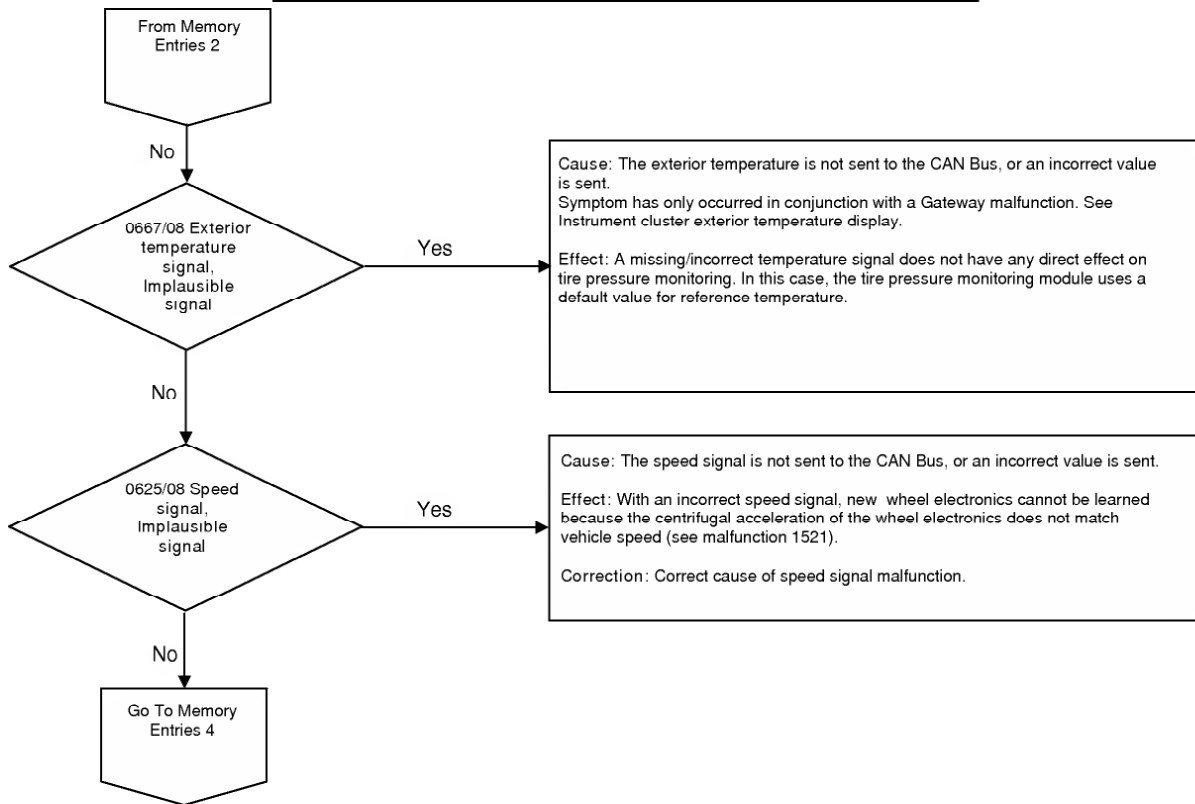 From Memory
Entries 2
No
0667/08 Exterior
temperature
signal,
Implausible
signal
Yes
Cause: The exterior temperature is not sent to the CAN Bus, or an incorrect value
is sent.
Symptom has only occurred in conjunction with a Gateway malfunction. See
Instrument cluster exterior temperature display.
Effect: A missing/incorrect temperature signal does not have any direct effect on
tire pressure monitoring. In this case, the tire pressure monitoring module uses a
default value for reference temperature.
No
0625/08 Speed
signal,
Implausible
signal
Yes
Cause: The speed signal is not sent to the CAN Bus, or an incorrect value is sent.
Effect: With an incorrect speed signal, new wheel electronics cannot be learned
because the centrifugal acceleration of the wheel electronics does not match
vehicle speed (see malfunction 1521).
Correction: Correct cause of speed signal malfunction.
No
Go To Memory
Entries 4